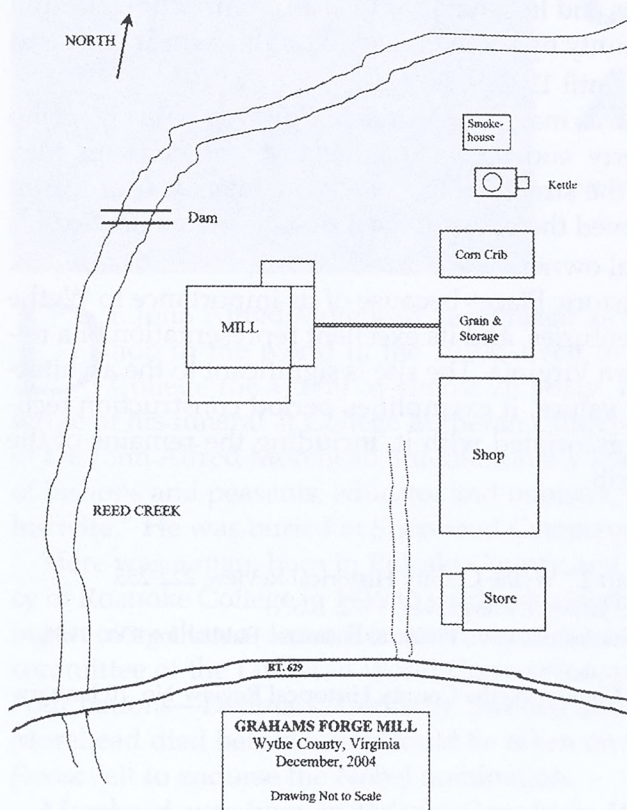 NORTH
Smoke-
house
Kettle
Dam
Corn Crib
MILL
Grain &
Storage
Shop
REED CREEK
Store
RT. 629
GRAHAMS FORGE MILL
Wythe County, Virginia
December, 2004
Drawing Not to Scale